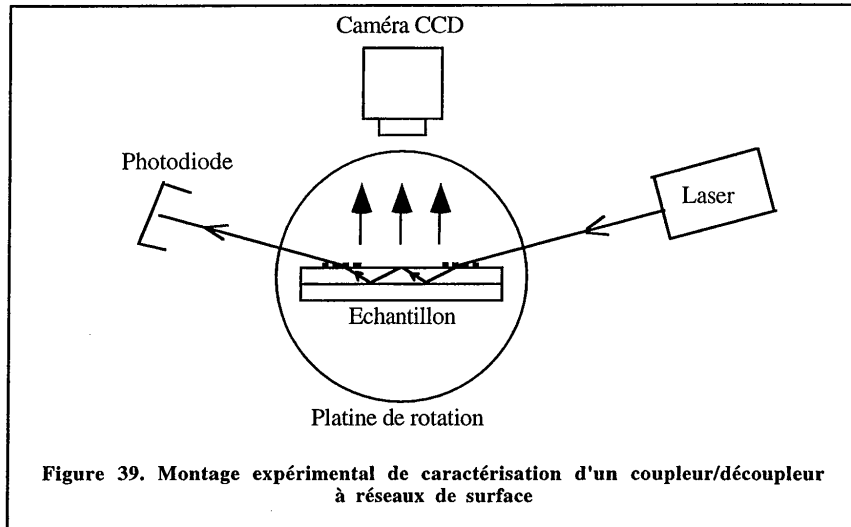 Caméra CCD
Photodiode
Laser
Echantillon
Platine de rotation
Figure 39. Montage expérimental de caractérisation d'un coupleur/découpleur
à réseaux de surface